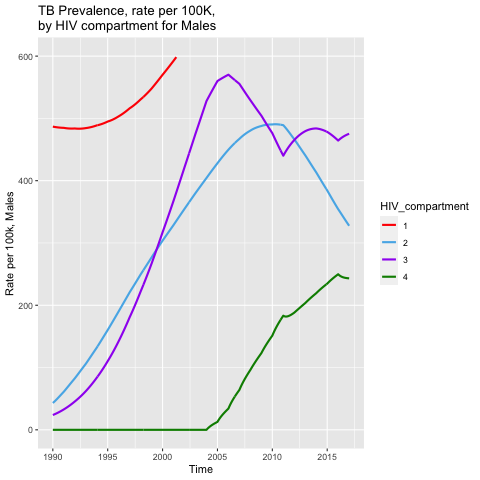 TB Prevalence, rate per 100K,
by HIV compartment for Males
600
400
200
0
Rate per 100k, Males
1990
1995
2000
2005
2010
2015
Time
HIV_compartment
1
2
3
4